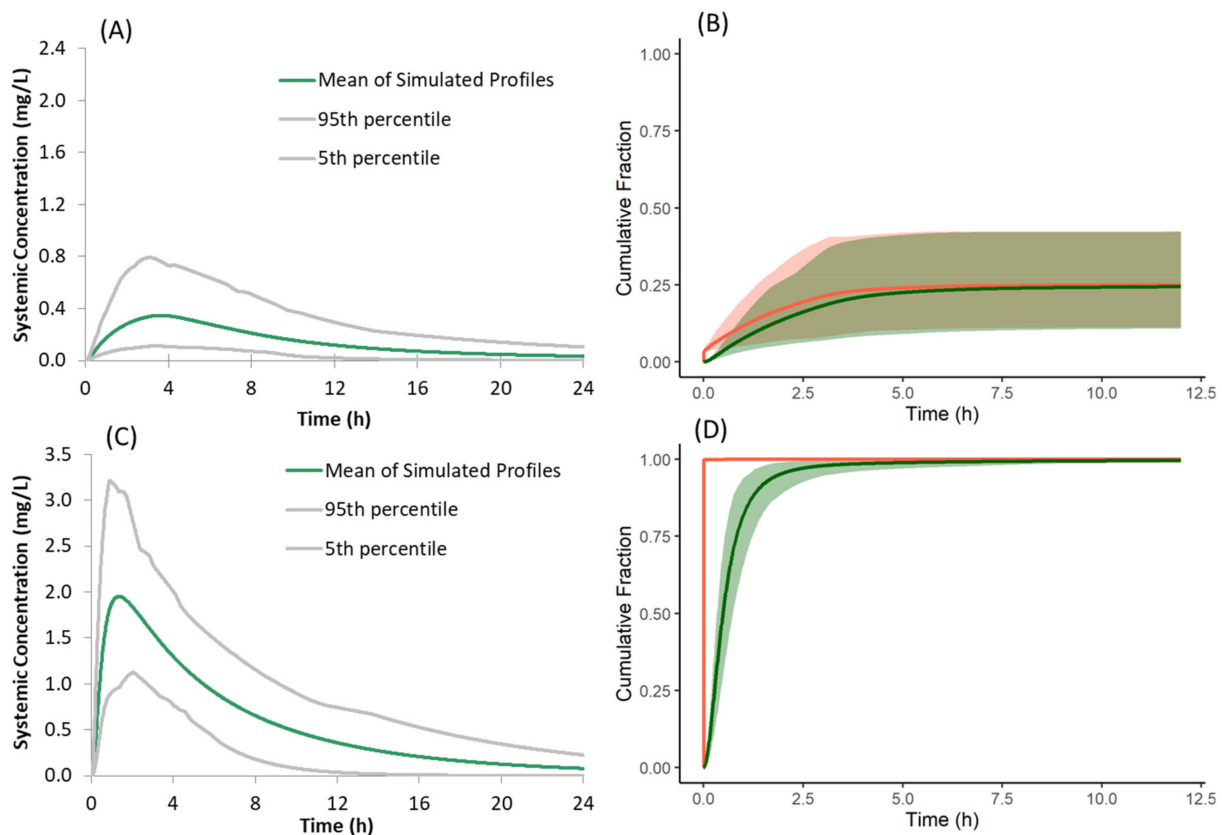 (A)
Systemic Concentration (mg/L)
2.4
2.0
1.6
1.2
0.8
0.4
0.0
Mean of Simulated Profiles
95th percentile
5th percentile
0 4 8 12 16 20 24
Time (h)
(B)
Cumulative Fraction
1.00
0.75
0.50
0.25
0.00
0.0 2.5 5.0 7.5 10.0 12.5
Time (h)
(C)
Systemic Concentration (mg/L)
3.5
3.0
2.5
2.0
1.5
1.0
0.5
0.0
Mean of Simulated Profiles
95th percentile
5th percentile
0 4 8 12 16 20 24
Time (h)
(D)
Cumulative Fraction
1.00
0.75
0.50
0.25
0.00
0.0 2.5 5.0 7.5 10.0 12.5
Time (h)